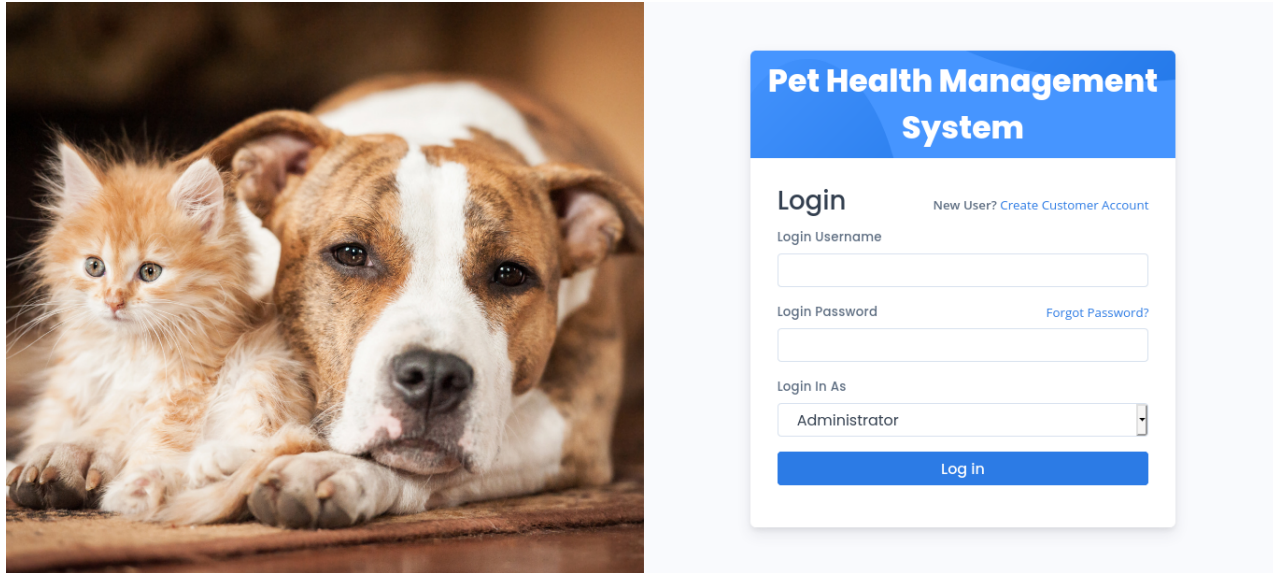 Pet Health Management
System
Login
New User? Create Customer Account
Login Username
Login Password
Forgot Password?
Login In As
Administrator
Log in